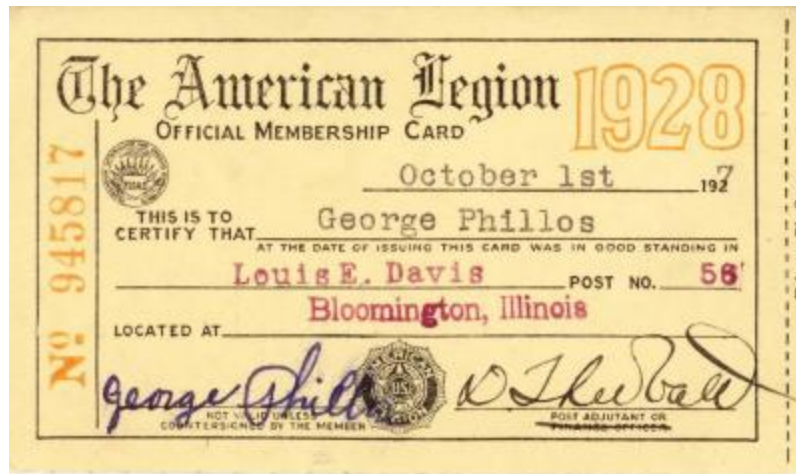 The American Legion 1928
OFFICIAL MEMBERSHIP CARD
October 1st 1927
THIS IS TO
CERTIFY THAT George Phillos
AT THE DATE OF ISSUING THIS CARD WAS IN GOOD STANDING IN
Louis E. Davis POST NO. 56
Bloomington, Illinois
LOCATED AT
George Phillos
NOT VALID UNLESS
COUNTERSIGNED BY THE MEMBER
AMERICAN
LEGION
POST ADJUTANT OR
FINANCE OFFICER
No 945817